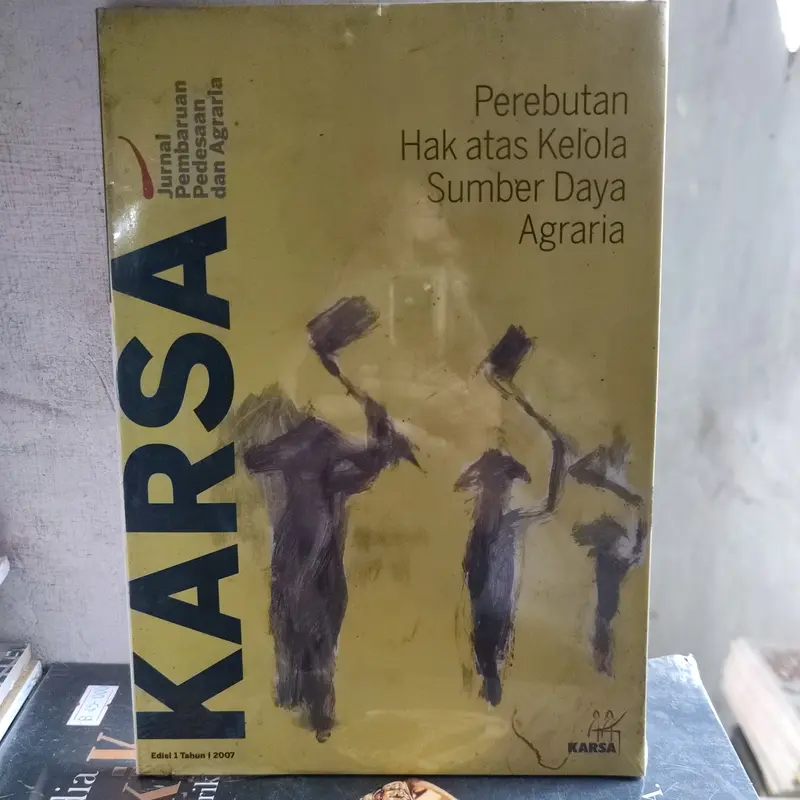 Perebutan
Hak atas Kelola
Sumber Daya
Agraria
Jurnal
Pembaruan
Pedesaan
dan Agraria
KARSA
Edisi 1 Tahun I 2007
KARSA